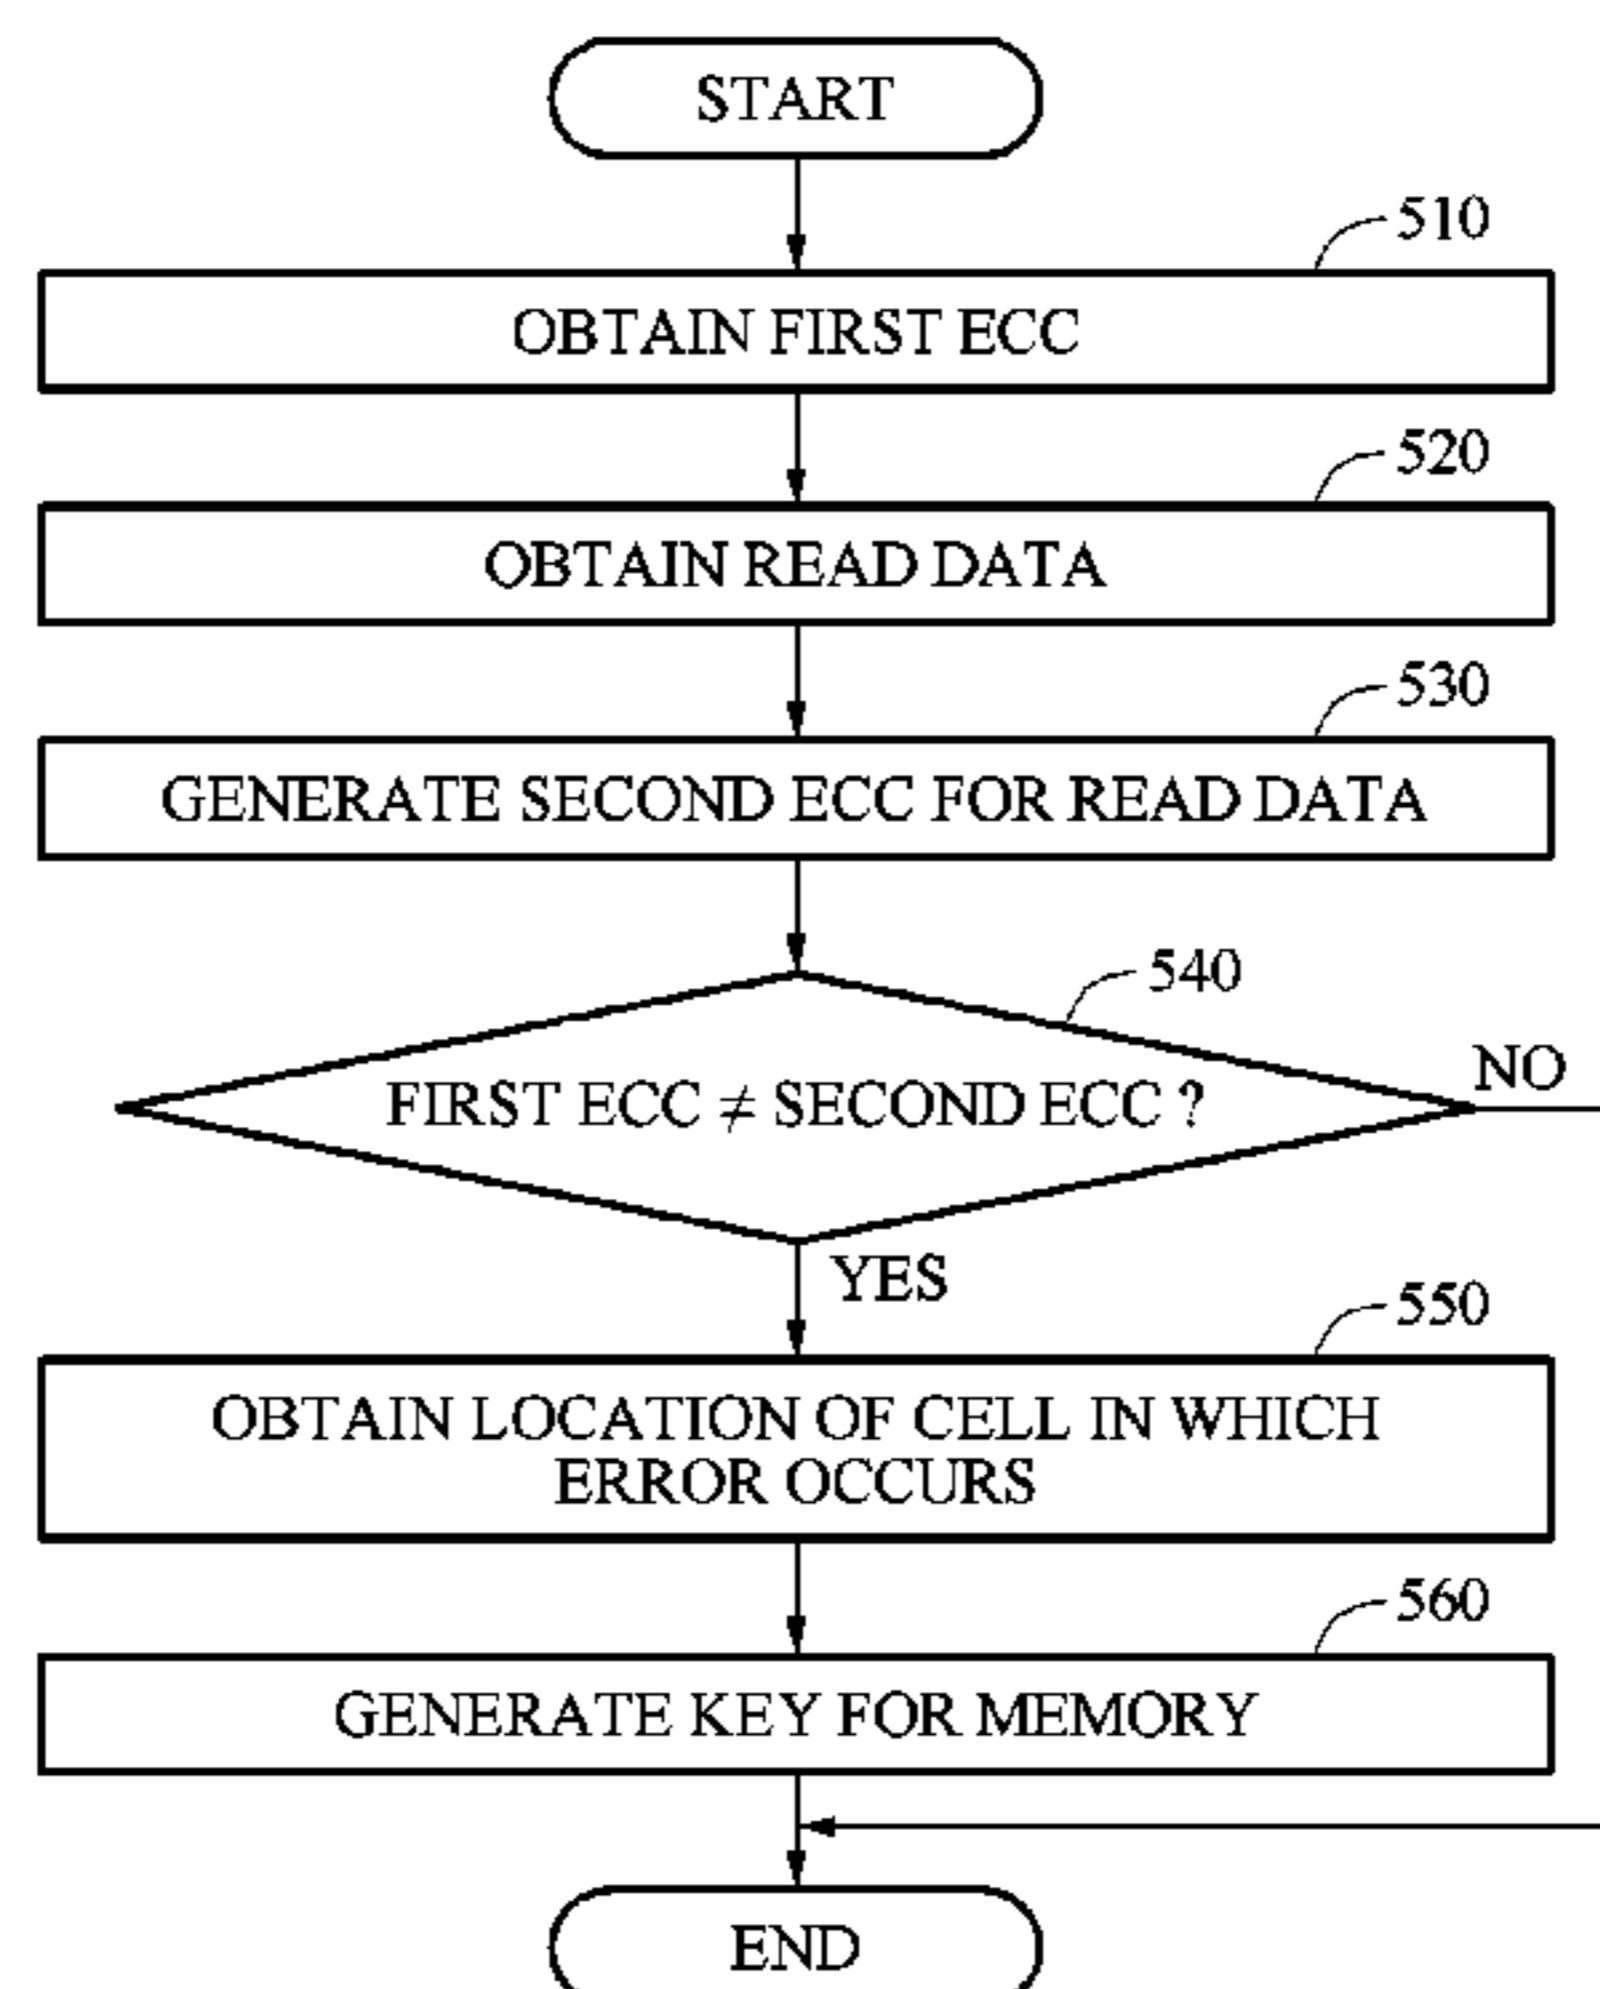 START
510
OBTAIN FIRST ECC
520
OBTAIN READ DATA
530
GENERATE SECOND ECC FOR READ DATA
540
FIRST ECC ≠ SECOND ECC ?
NO
YES
550
OBTAIN LOCATION OF CELL IN WHICH
ERROR OCCURS
560
GENERATE KEY FOR MEMORY
END